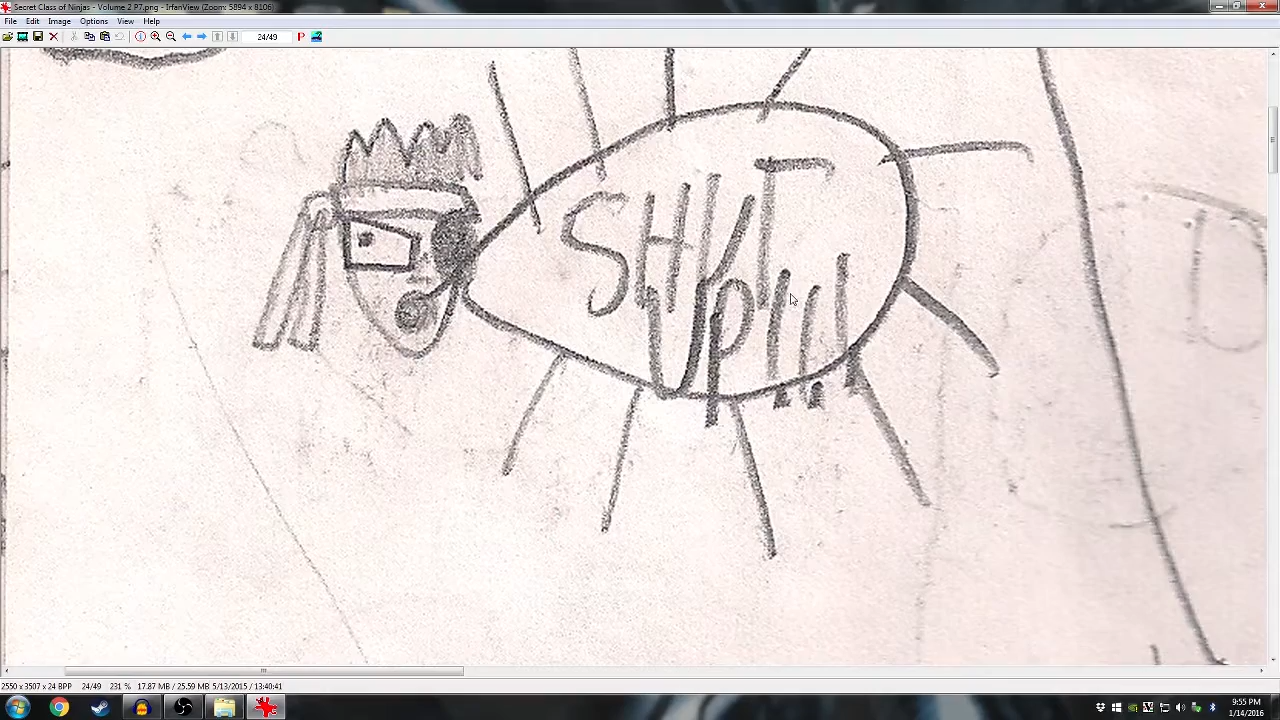 Secret Class of Ninjas - Volume 2 P7.png - IrfanView (Zoom: 5894 x 8106)
File Edit Image Options View Help
24/49
SHUT
UP!!!
2550 x 3507 x 24 BPP 24/49 231 % 17.87 MB / 25.59 MB 5/13/2015 / 13:40:41
9:55 PM
1/14/2016